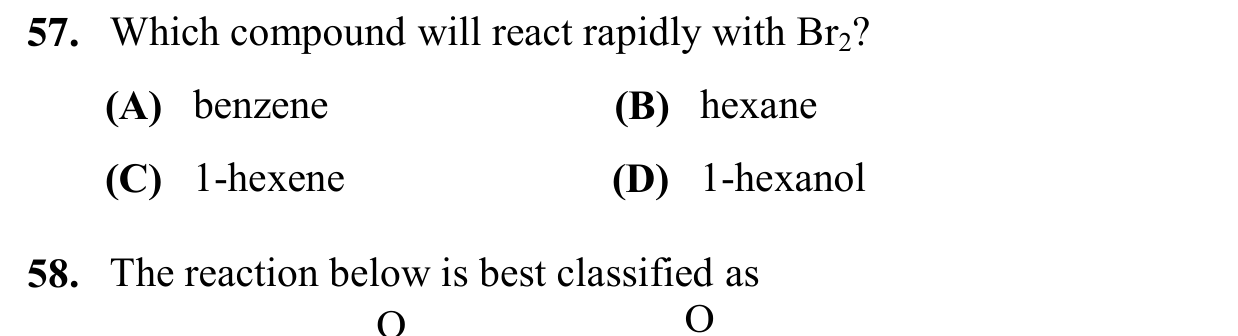 57. Which compound will react rapidly with Br₂?
(A) benzene (B) hexane
(C) 1-hexene (D) 1-hexanol
58. The reaction below is best classified as
O O